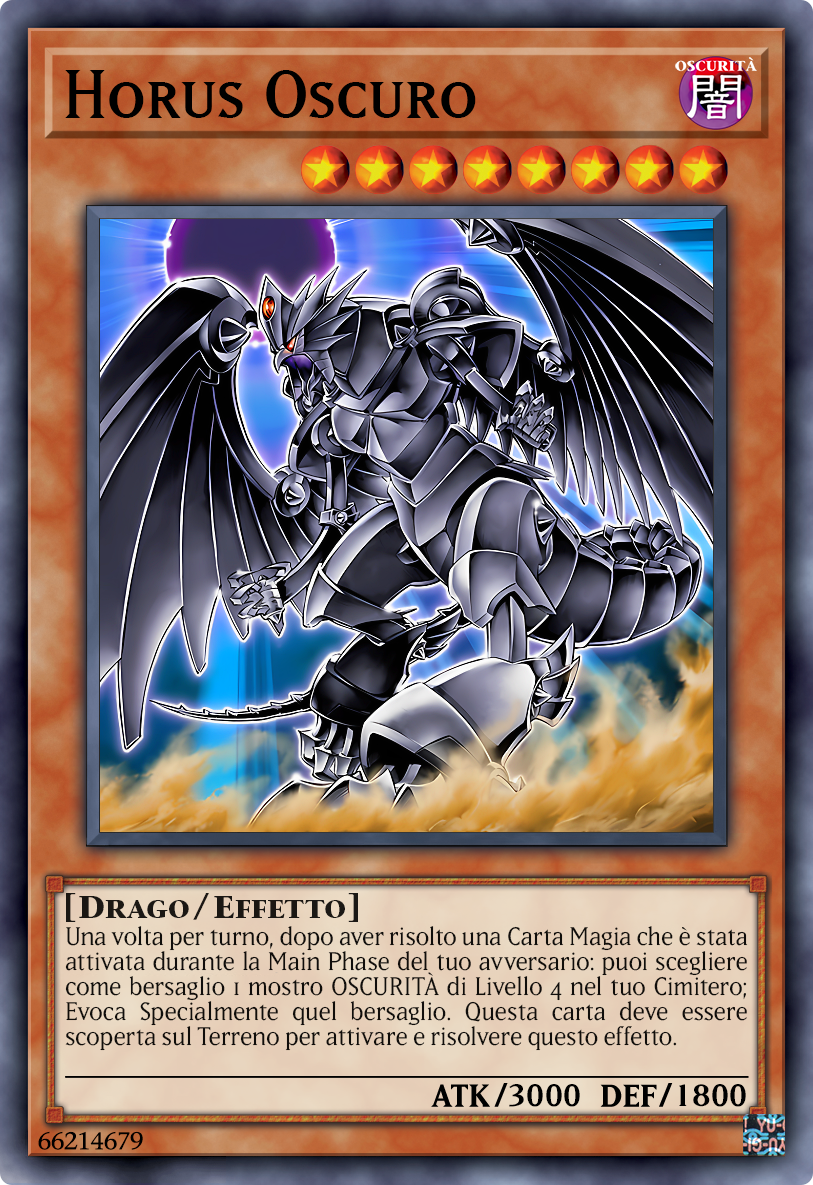 Horus Oscuro
OSCURITÀ
闇
[Drago/Effetto]
Una volta per turno, dopo aver risolto una Carta Magia che è stata
attivata durante la Main Phase del tuo avversario: puoi scegliere
come bersaglio 1 mostro OSCURITÀ di Livello 4 nel tuo Cimitero;
Evoca Specialmente quel bersaglio. Questa carta deve essere
scoperta sul Terreno per attivare e risolvere questo effetto.
ATK/3000 DEF/1800
66214679